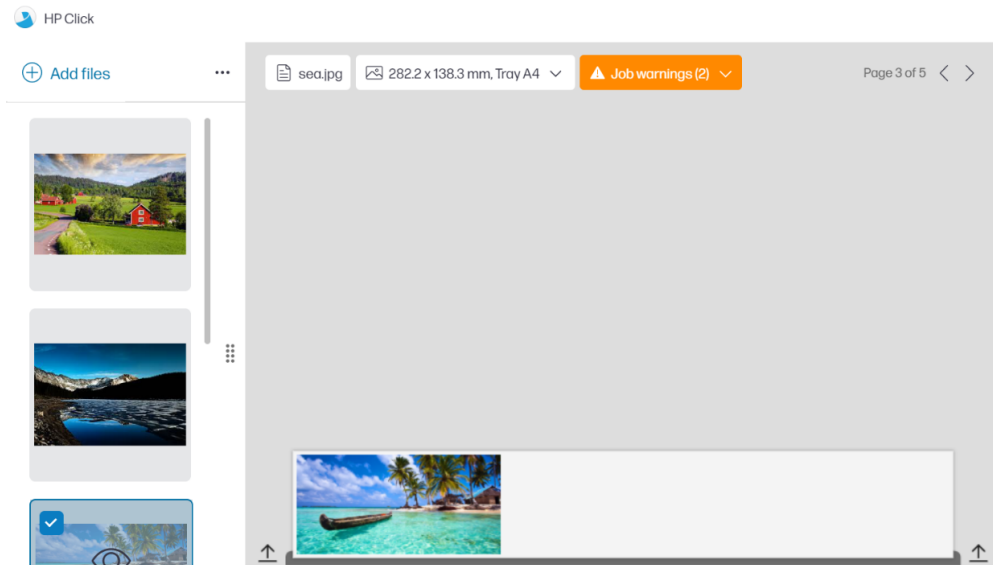 HP Click
Add files
sea.jpg
282.2 x 138.3 mm, Tray A4
Job warnings (2)
Page 3 of 5